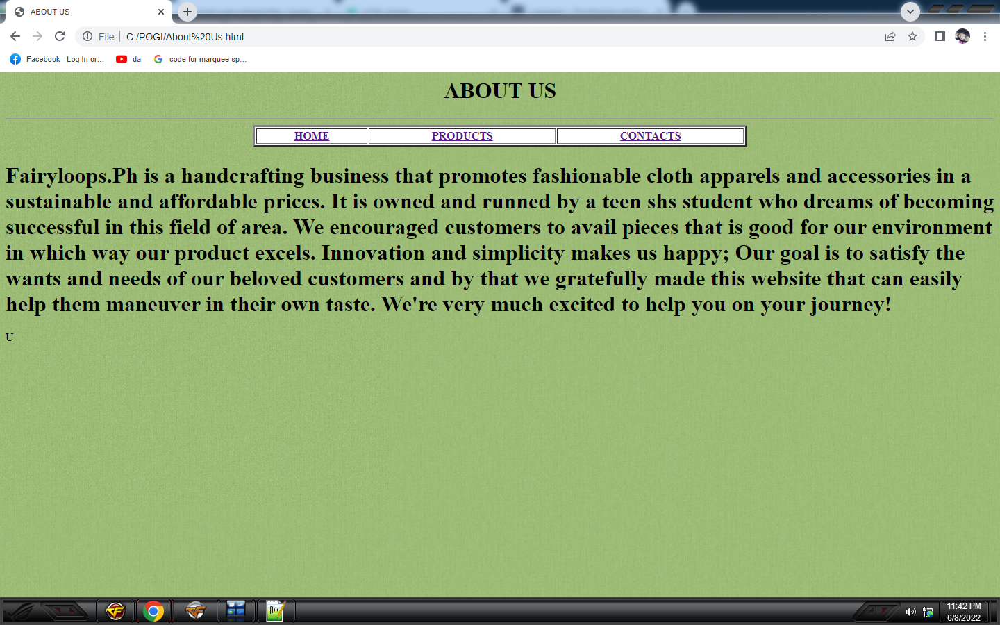 ABOUT US
File
C:/POGI/About%20Us.html
Facebook - Log In or...
da
code for marquee sp...
ABOUT US
HOME PRODUCTS CONTACTS
Fairyloops.Ph is a handcrafting business that promotes fashionable cloth apparels and accessories in a
sustainable and affordable prices. It is owned and runned by a teen shs student who dreams of becoming
successful in this field of area. We encouraged customers to avail pieces that is good for our environment
in which way our product excels. Innovation and simplicity makes us happy; Our goal is to satisfy the
wants and needs of our beloved customers and by that we gratefully made this website that can easily
help them maneuver in their own taste. We're very much excited to help you on your journey!
U
11:42 PM
6/8/2022